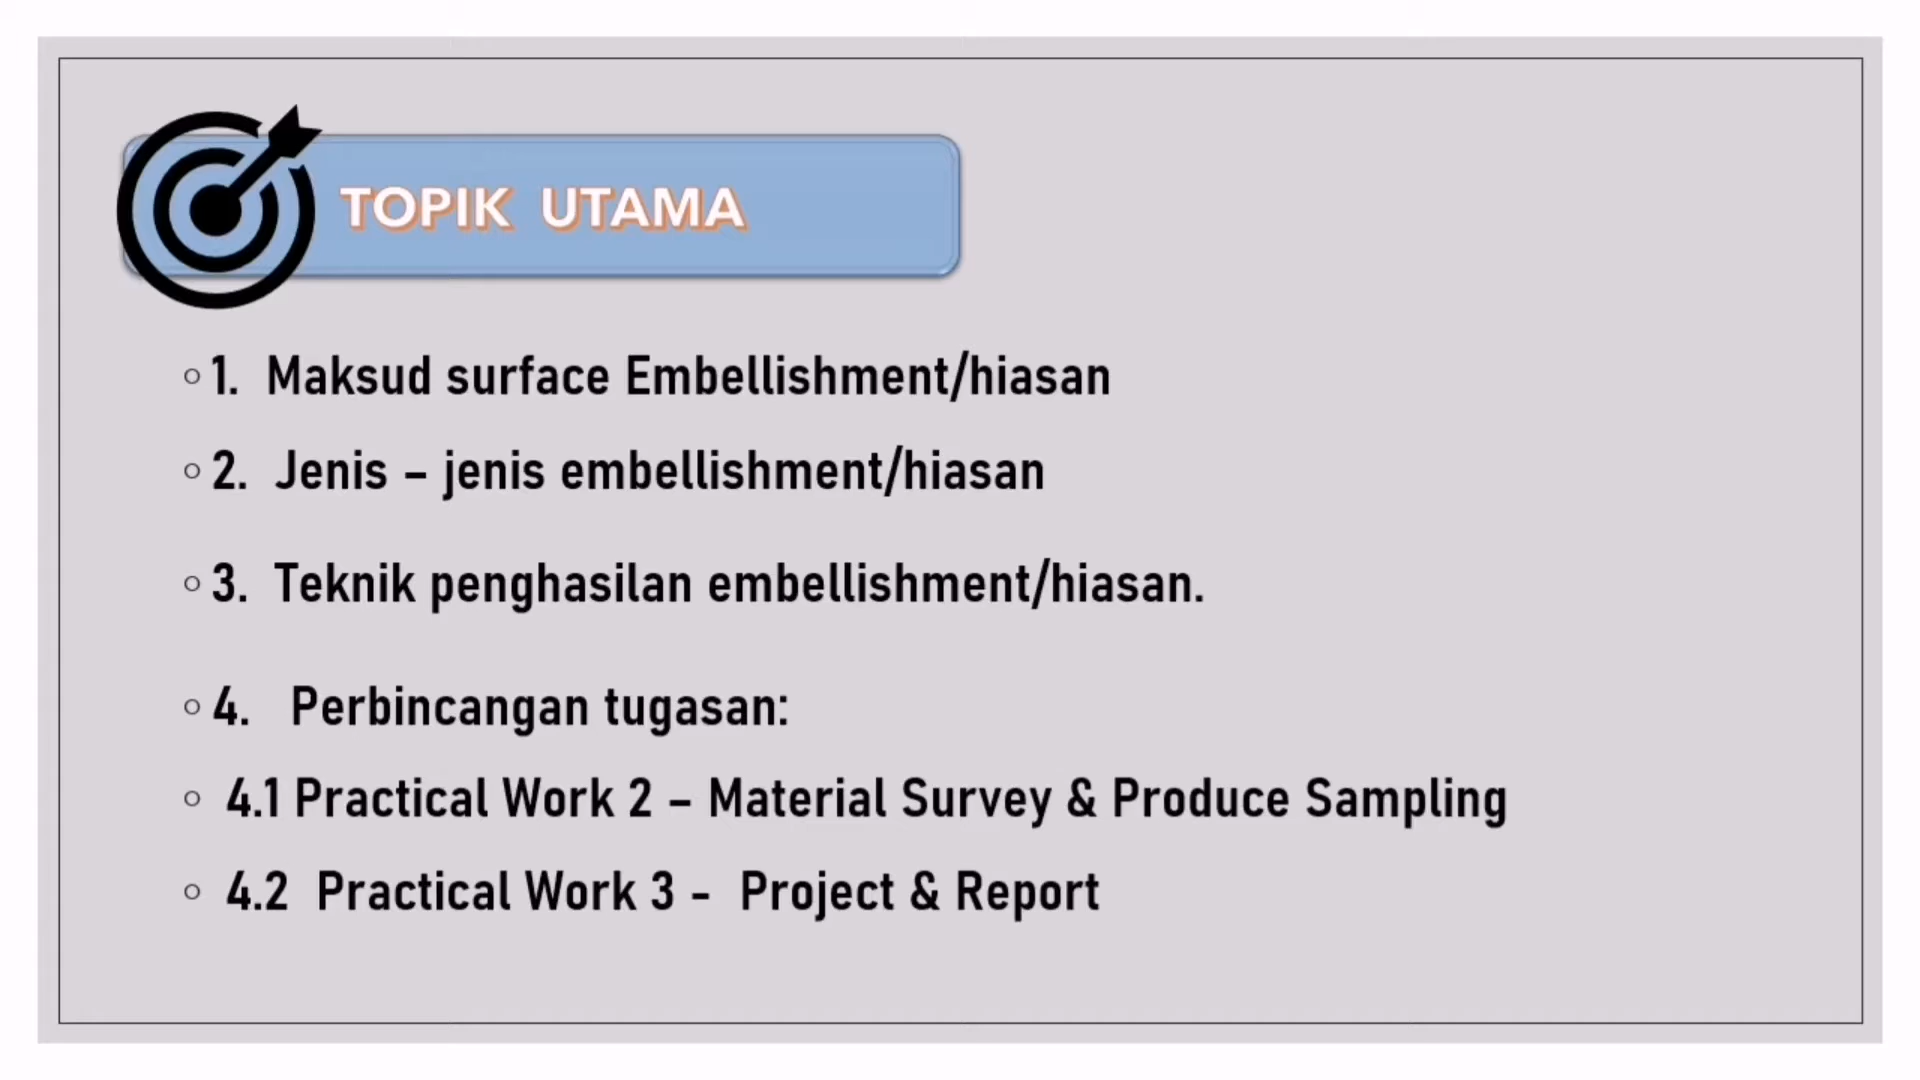 TOPIK UTAMA
1. Maksud surface Embellishment/hiasan
2. Jenis – jenis embellishment/hiasan
3. Teknik penghasilan embellishment/hiasan.
4. Perbincangan tugasan:
4.1 Practical Work 2 – Material Survey & Produce Sampling
4.2 Practical Work 3 - Project & Report